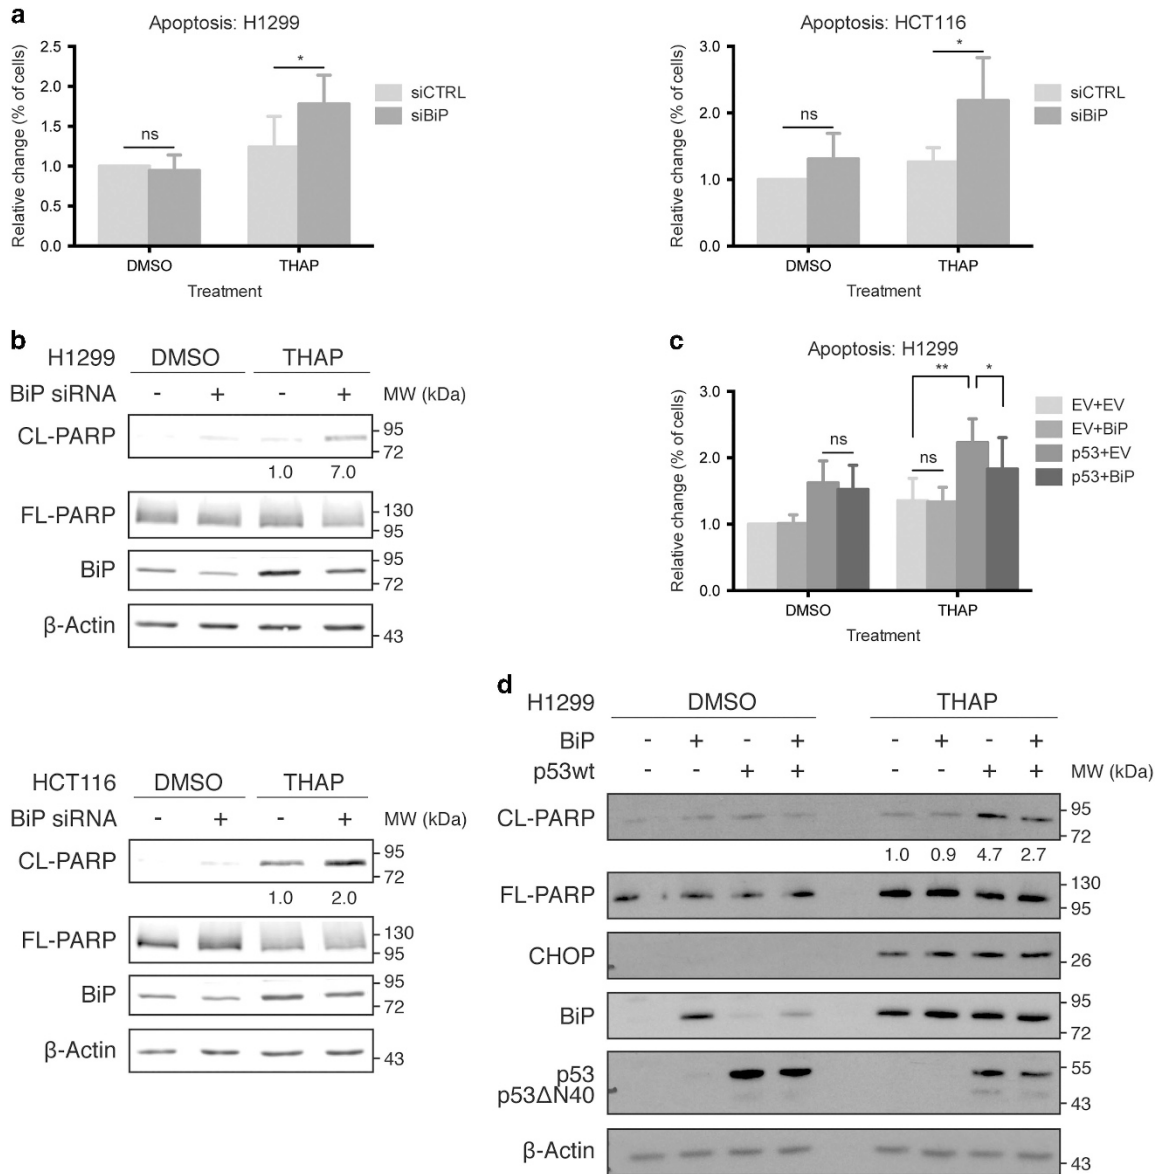 a
Apoptosis: H1299
Relative change (% of cells)
2.5
2.0
1.5
1.0
0.5
0.0
ns
*
DMSO
THAP
Treatment
siCTRL
siBiP
Apoptosis: HCT116
Relative change (% of cells)
3.0
2.0
1.0
0.0
ns
*
DMSO
THAP
Treatment
siCTRL
siBiP
b
H1299 DMSO THAP
BiP siRNA - + - + MW (kDa)
CL-PARP 95
72
1.0 7.0
FL-PARP 130
95
BiP 95
72
β-Actin
43
HCT116 DMSO THAP
BiP siRNA - + - + MW (kDa)
CL-PARP 95
72
1.0 2.0
FL-PARP 130
95
BiP 95
72
β-Actin 43
c
Apoptosis: H1299
Relative change (% of cells)
3.0
2.0
1.0
0.0
ns
ns
**
*
DMSO
THAP
Treatment
EV+EV
EV+BiP
p53+EV
p53+BiP
d
H1299 DMSO THAP
BiP - + - + - + - +
p53wt - - + + - - + + MW (kDa)
CL-PARP 95
72
1.0 0.9 4.7 2.7
FL-PARP 130
95
CHOP 26
BiP 95
72
p53 55
p53ΔN40 43
β-Actin 43